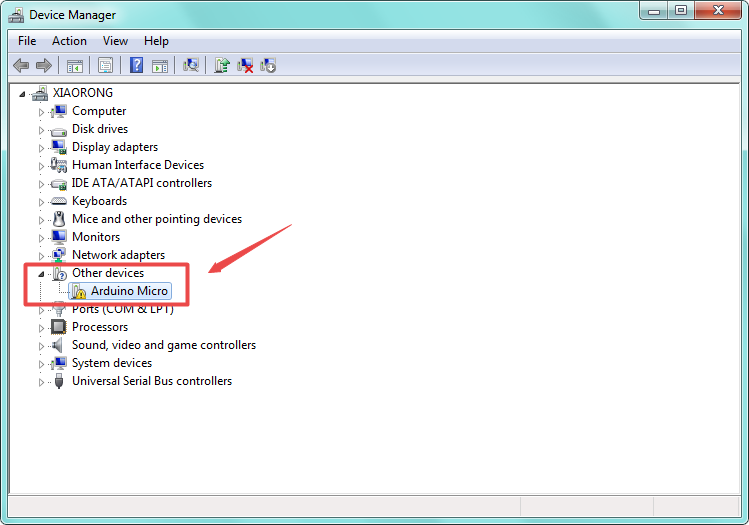 Device Manager
File Action View Help
XIAORONG
Computer
Disk drives
Display adapters
Human Interface Devices
IDE ATA/ATAPI controllers
Keyboards
Mice and other pointing devices
Monitors
Network adapters
Other devices
Arduino Micro
Ports (COM & LPT)
Processors
Sound, video and game controllers
System devices
Universal Serial Bus controllers